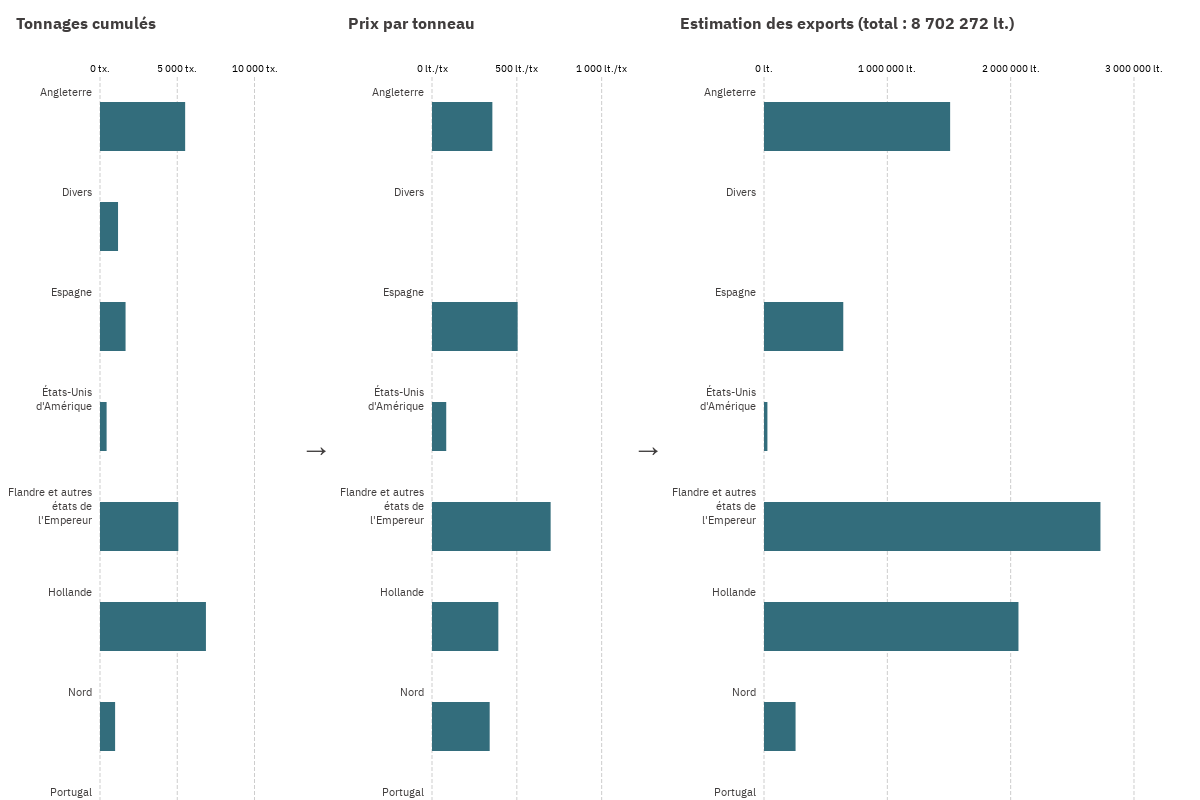 Tonnages cumulés
0 tx.
5 000 tx.
10 000 tx.
Angleterre
Divers
Espagne
États-Unis
d'Amérique
Flandre et autres
états de
l'Empereur
Hollande
Nord
Portugal
→
Prix par tonneau
0 lt./tx
500 lt./tx
1 000 lt./tx
Angleterre
Divers
Espagne
États-Unis
d'Amérique
Flandre et autres
états de
l'Empereur
Hollande
Nord
Portugal
→
Estimation des exports (total : 8 702 272 lt.)
0 lt.
1 000 000 lt.
2 000 000 lt.
3 000 000 lt.
Angleterre
Divers
Espagne
États-Unis
d'Amérique
Flandre et autres
états de
l'Empereur
Hollande
Nord
Portugal